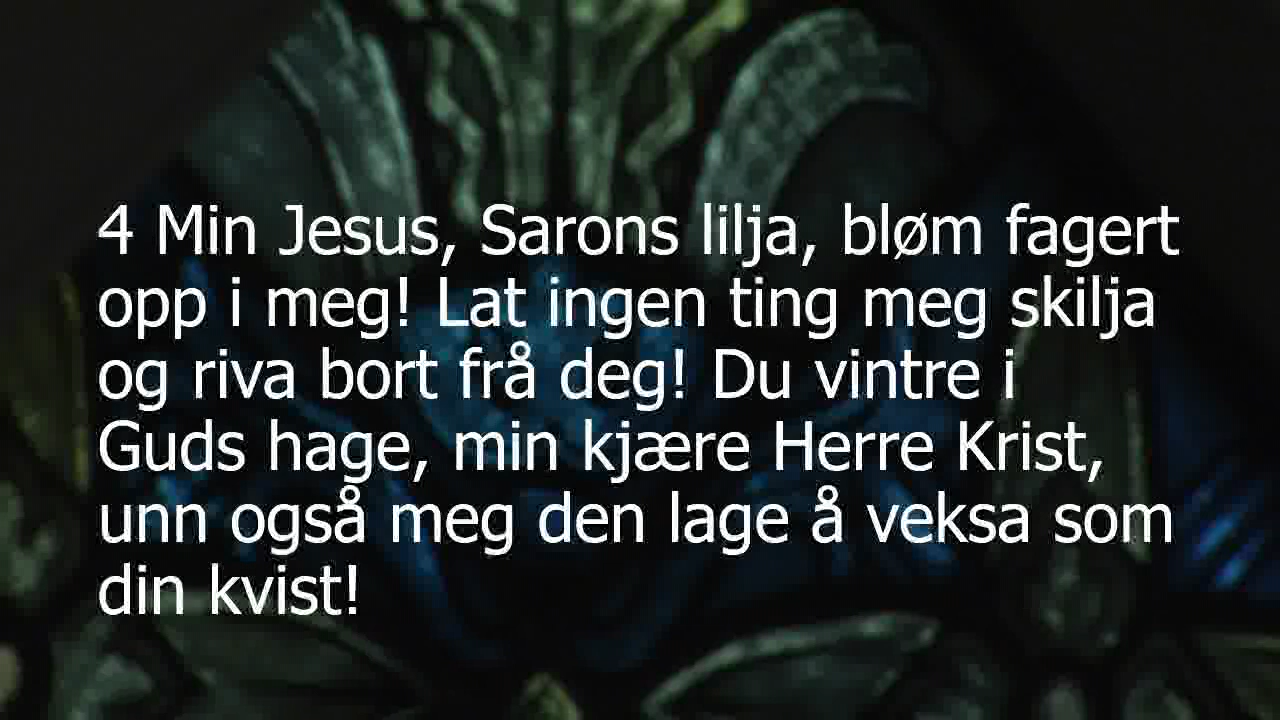 4 Min Jesus, Sarons lilja, bløm fagert
opp i meg! Lat ingen ting meg skilja
og riva bort frå deg! Du vintre i
Guds hage, min kjære Herre Krist,
unn også meg den lage å veksa som
din kvist!